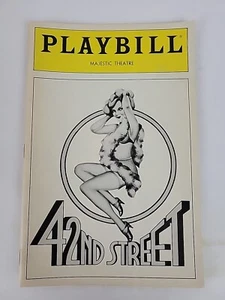 PLAYBILL
MAJESTIC THEATRE
42ND STREET